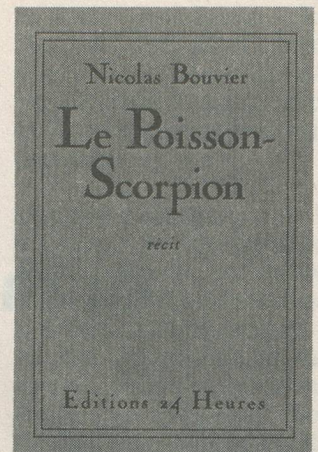 Nicolas Bouvier
Le Poisson-
Scorpion
récit
Editions 24 Heures